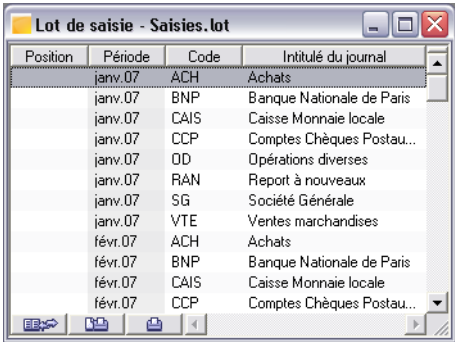 Lot de saisie - Saisies.lot
Position Période Code Intitulé du journal
janv.07 ACH Achats
janv.07 BNP Banque Nationale de Paris
janv.07 CAIS Caisse Monnaie locale
janv.07 CCP Comptes Chèques Postau...
janv.07 OD Opérations diverses
janv.07 RAN Report à nouveaux
janv.07 SG Société Générale
janv.07 VTE Ventes marchandises
févr.07 ACH Achats
févr.07 BNP Banque Nationale de Paris
févr.07 CAIS Caisse Monnaie locale
févr.07 CCP Comptes Chèques Postau...